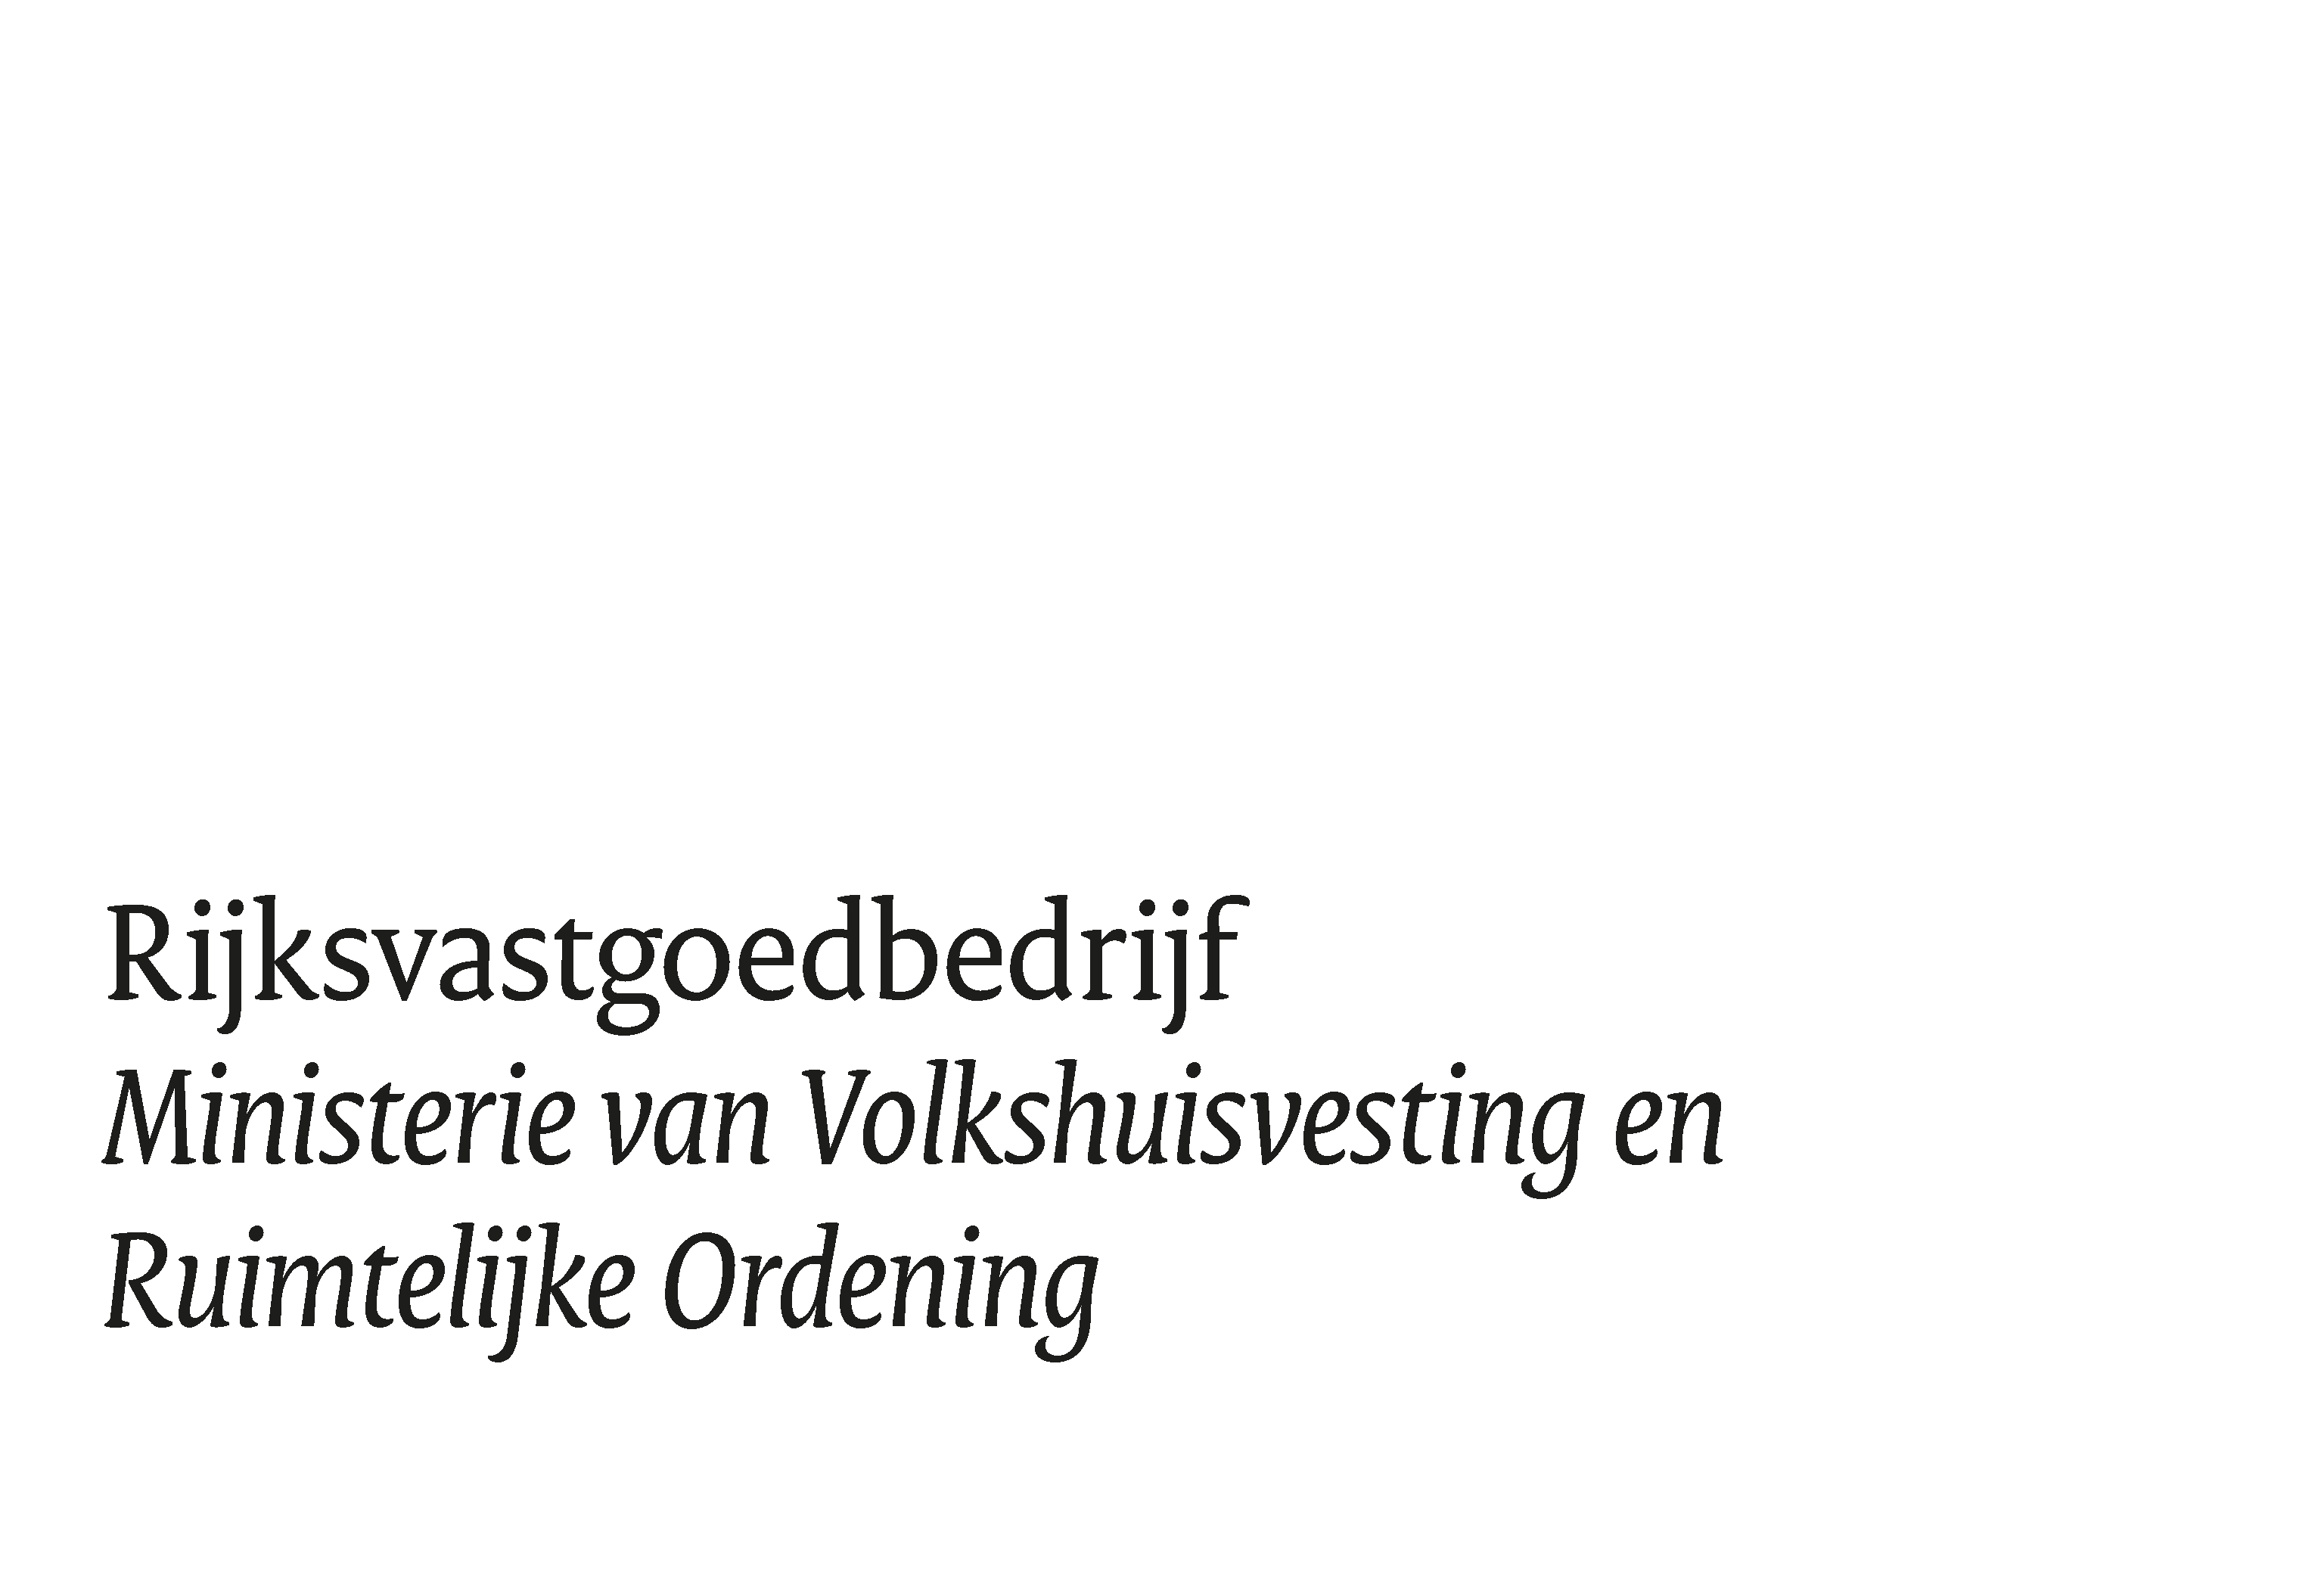 Rijksvastgoedbedrijf
Ministerie van Volkshuisvesting en
Ruimtelijke Ordening